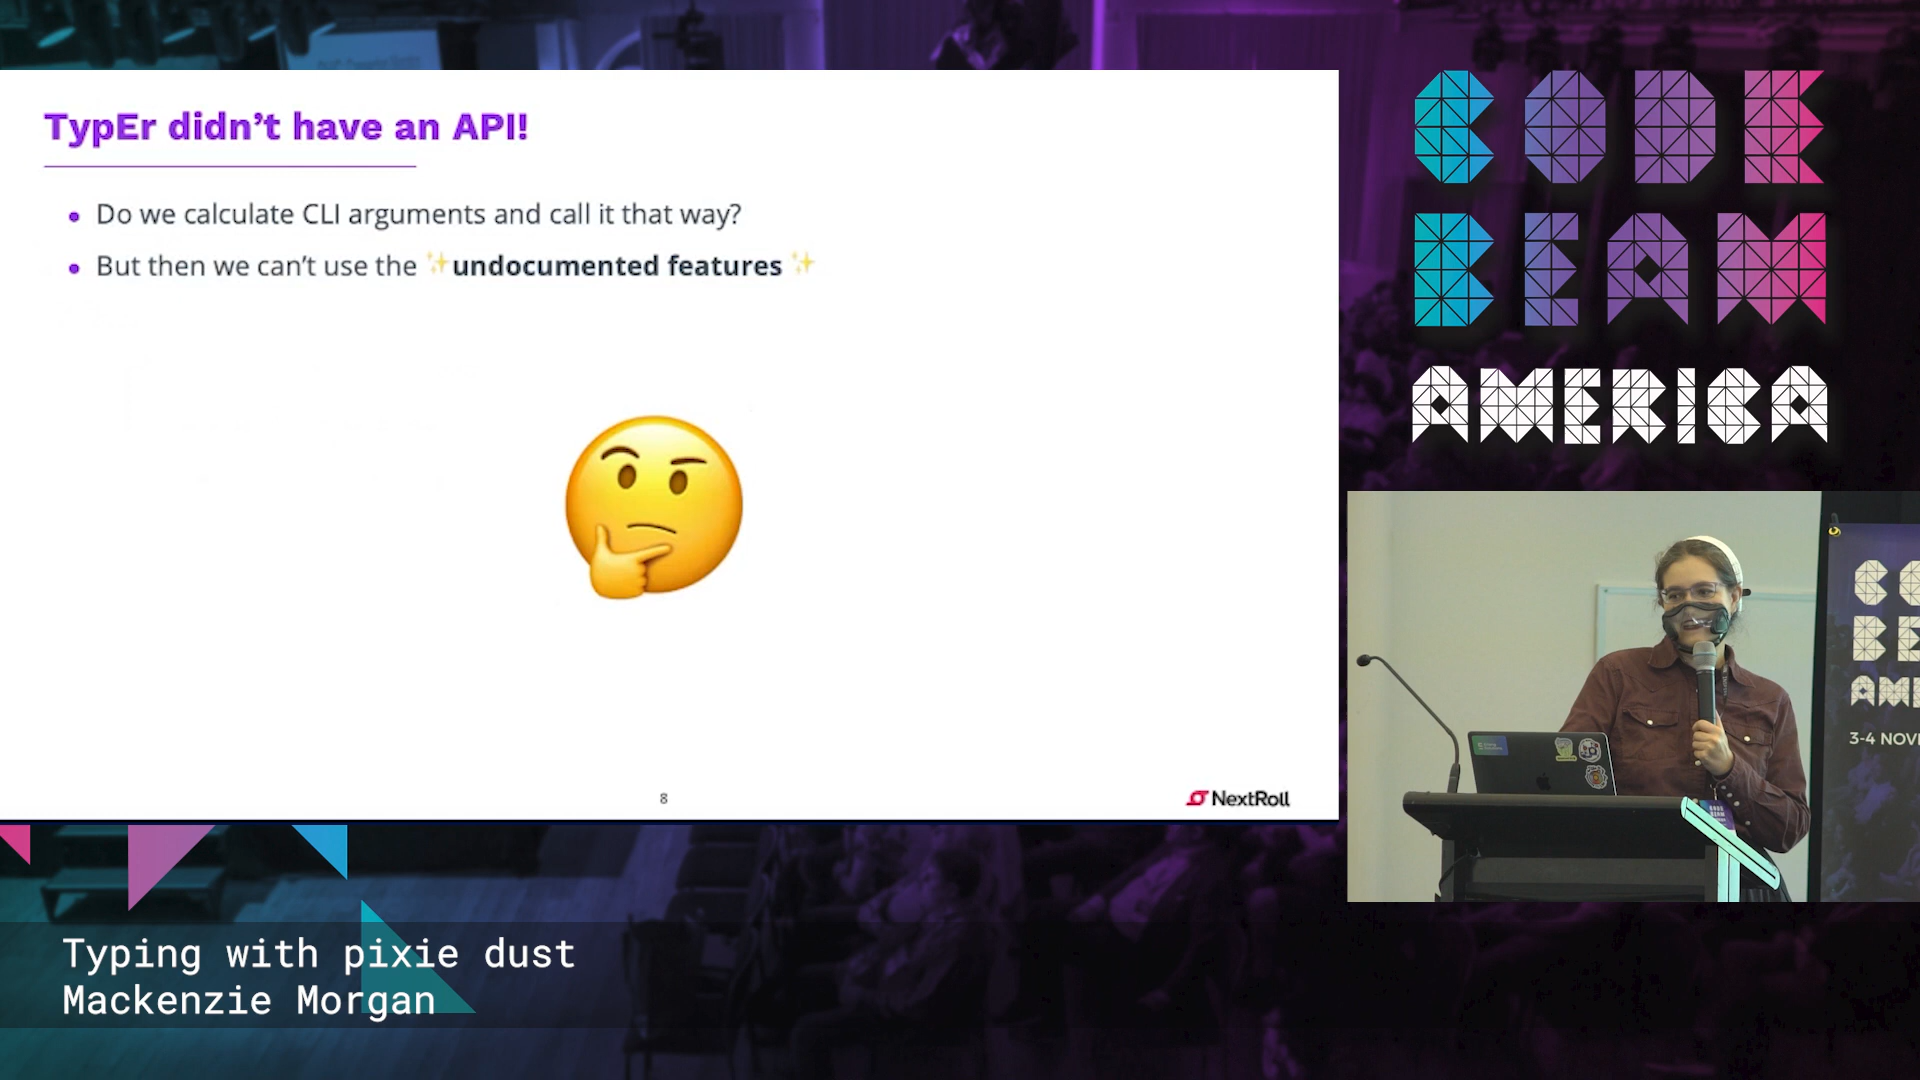 TypEr didn’t have an API!
Do we calculate CLI arguments and call it that way?
But then we can’t use the ✨undocumented features ✨
8
NextRoll
CODE
BEAM
AMERICA
3-4 NOV
Typing with pixie dust
Mackenzie Morgan